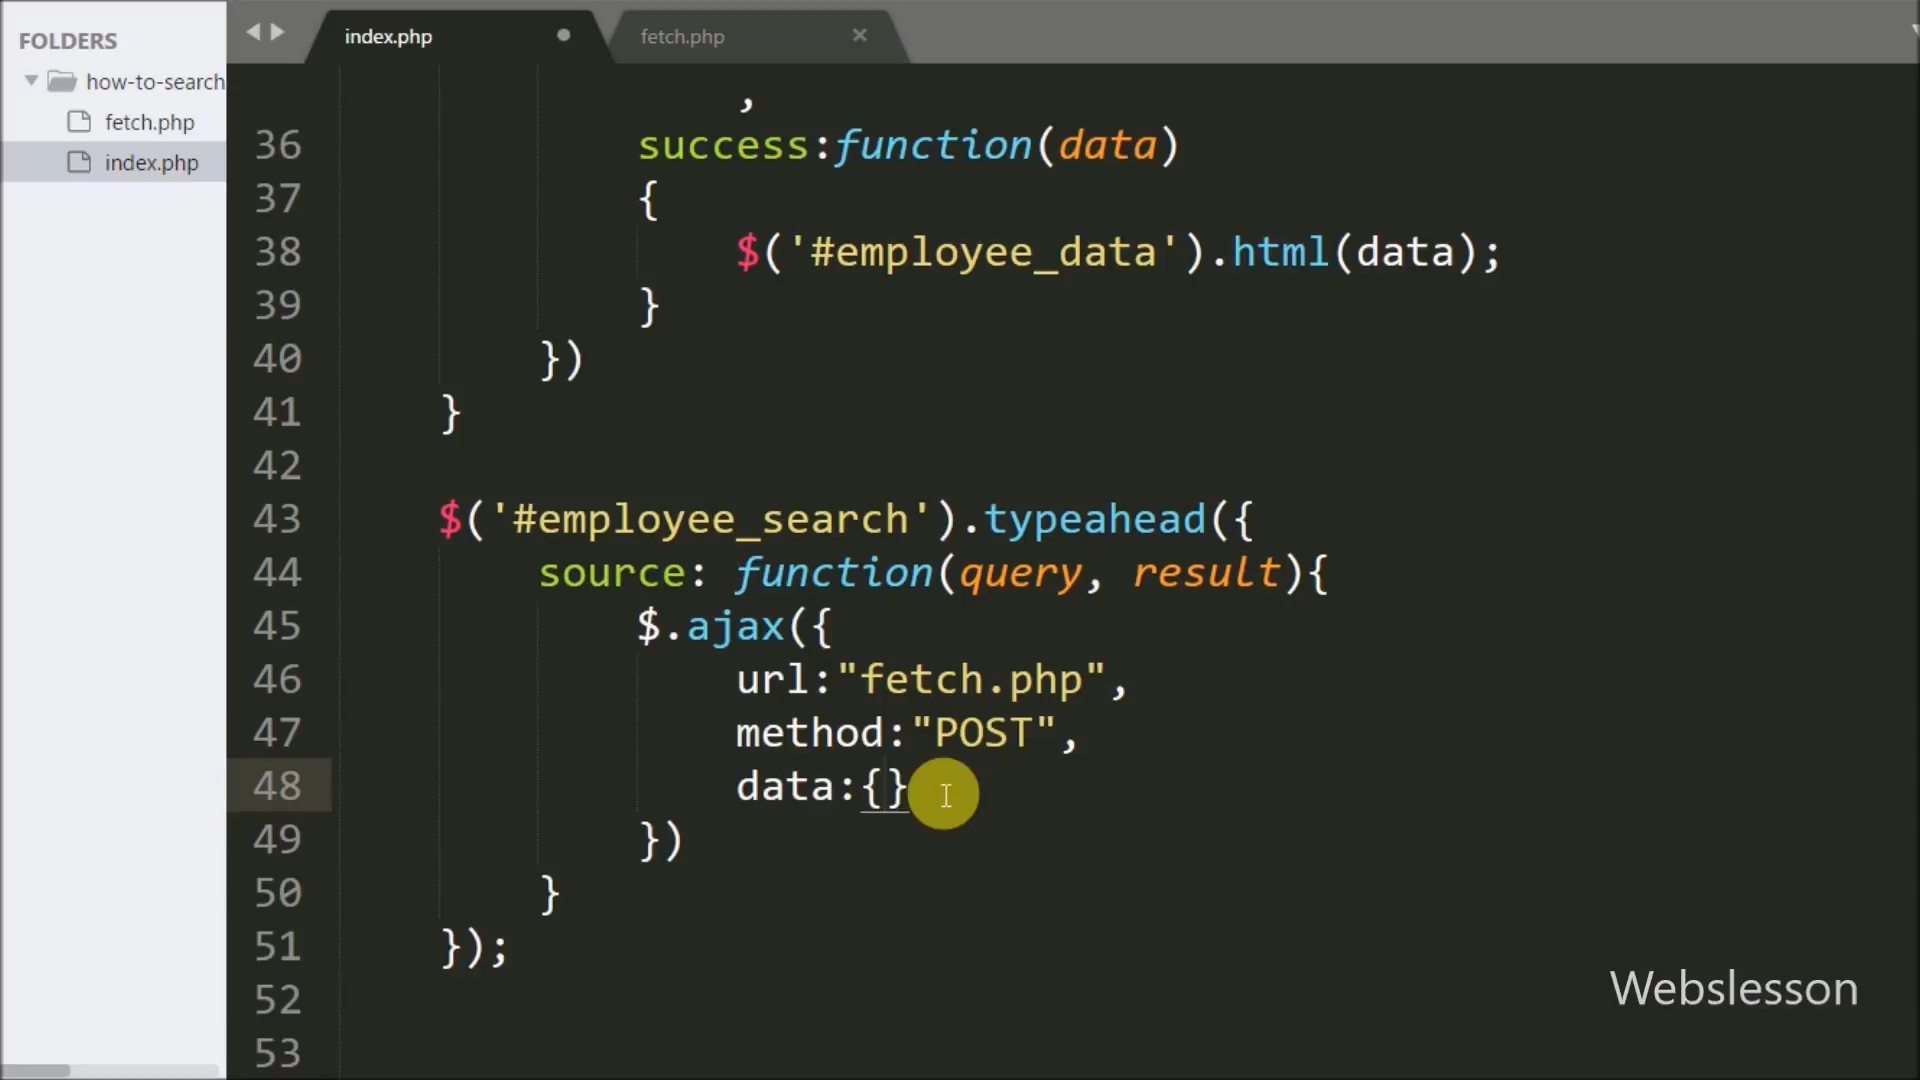 FOLDERS
how-to-search
fetch.php
index.php
index.php
fetch.php
,
36 success:function(data)
37 {
38 $('#employee_data').html(data);
39 }
40 })
41 }
42
43 $('#employee_search').typeahead({
44 source: function(query, result){
45 $.ajax({
46 url:"fetch.php",
47 method:"POST",
48 data:{}
49 })
50 }
51 });
52
53
Webslesson